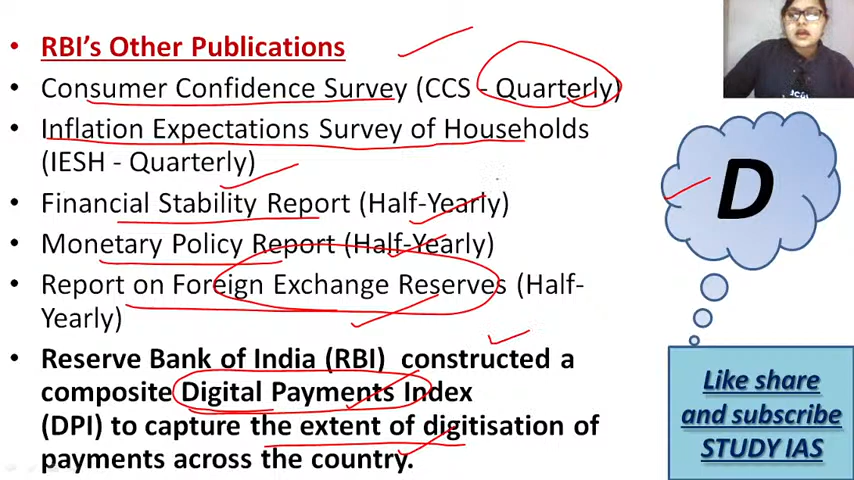 • RBI's Other Publications
• Consumer Confidence Survey (CCS - Quarterly)
• Inflation Expectations Survey of Households
(IESH - Quarterly)
• Financial Stability Report (Half-Yearly)
• Monetary Policy Report (Half-Yearly)
• Report on Foreign Exchange Reserves (Half-
Yearly)
• Reserve Bank of India (RBI) constructed a
composite Digital Payments Index
(DPI) to capture the extent of digitisation of
payments across the country.
D
Like share
and subscribe
STUDY IAS